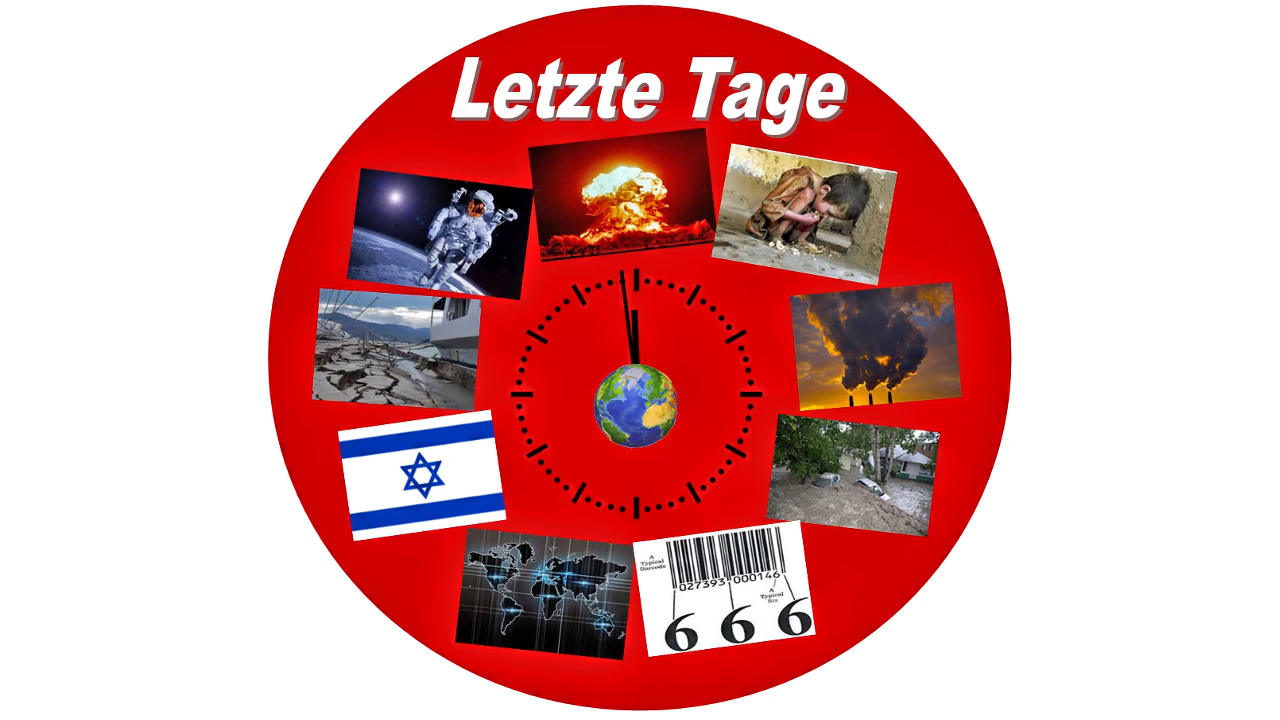 Letzte Tage
A
Typical
Barcode
027393 000146
A
Typical
Six
6 6 6